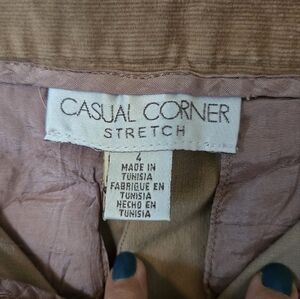 CASUAL CORNER
STRETCH
4
MADE IN
TUNISIA
FABRIQUE EN
TUNISIE
HECHO EN
TUNISIA